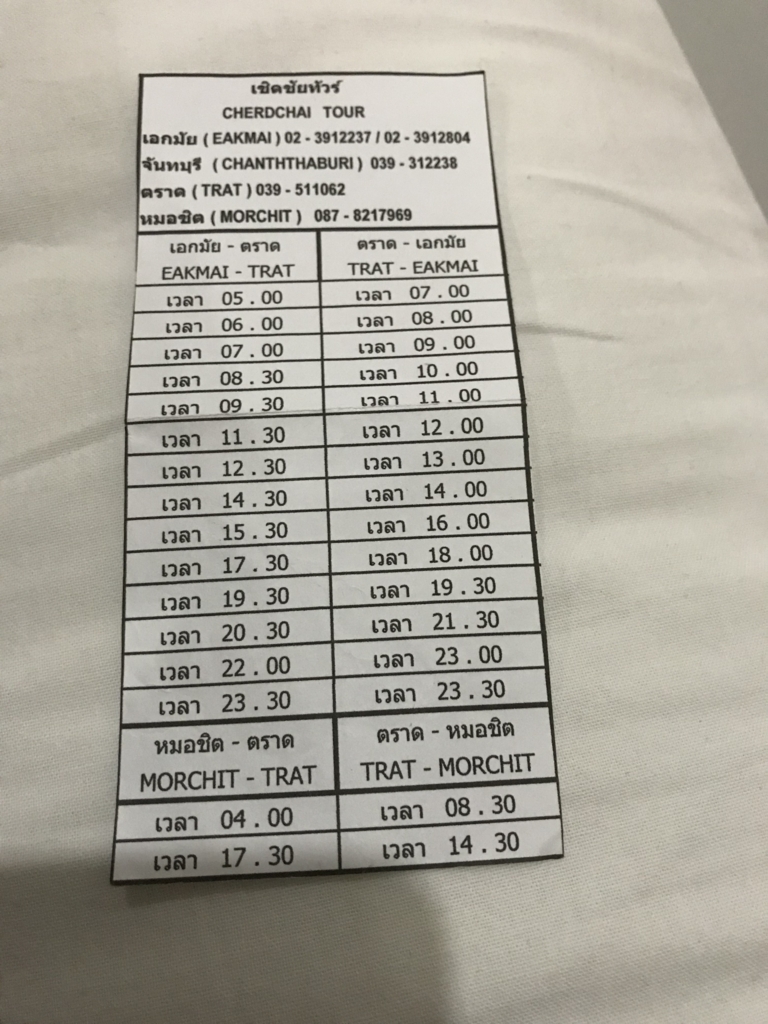 เชิดชัยทัวร์
CHERDCHAI TOUR
เอกมัย ( EAKMAI ) 02 - 3912237 / 02 - 3912804
จันทบุรี ( CHANTHTHABURI ) 039 - 312238
ตราด ( TRAT ) 039 - 511062
หมอชิต ( MORCHIT ) 087 - 8217969
เอกมัย - ตราด ตราด - เอกมัย
EAKMAI - TRAT TRAT - EAKMAI
เวลา 05 . 00 เวลา 07 . 00
เวลา 06 . 00 เวลา 08 . 00
เวลา 07 . 00 เวลา 09 . 00
เวลา 08 . 30 เวลา 10 . 00
เวลา 09 . 30 เวลา 11 . 00
เวลา 11 . 30 เวลา 12 . 00
เวลา 12 . 30 เวลา 13 . 00
เวลา 14 . 30 เวลา 14 . 00
เวลา 15 . 30 เวลา 16 . 00
เวลา 17 . 30 เวลา 18 . 00
เวลา 19 . 30 เวลา 19 . 30
เวลา 20 . 30 เวลา 21 . 30
เวลา 22 . 00 เวลา 23 . 00
เวลา 23 . 30 เวลา 23 . 30
หมอชิต - ตราด ตราด - หมอชิต
MORCHIT - TRAT TRAT - MORCHIT
เวลา 04 . 00 เวลา 08 . 30
เวลา 17 . 30 เวลา 14 . 30